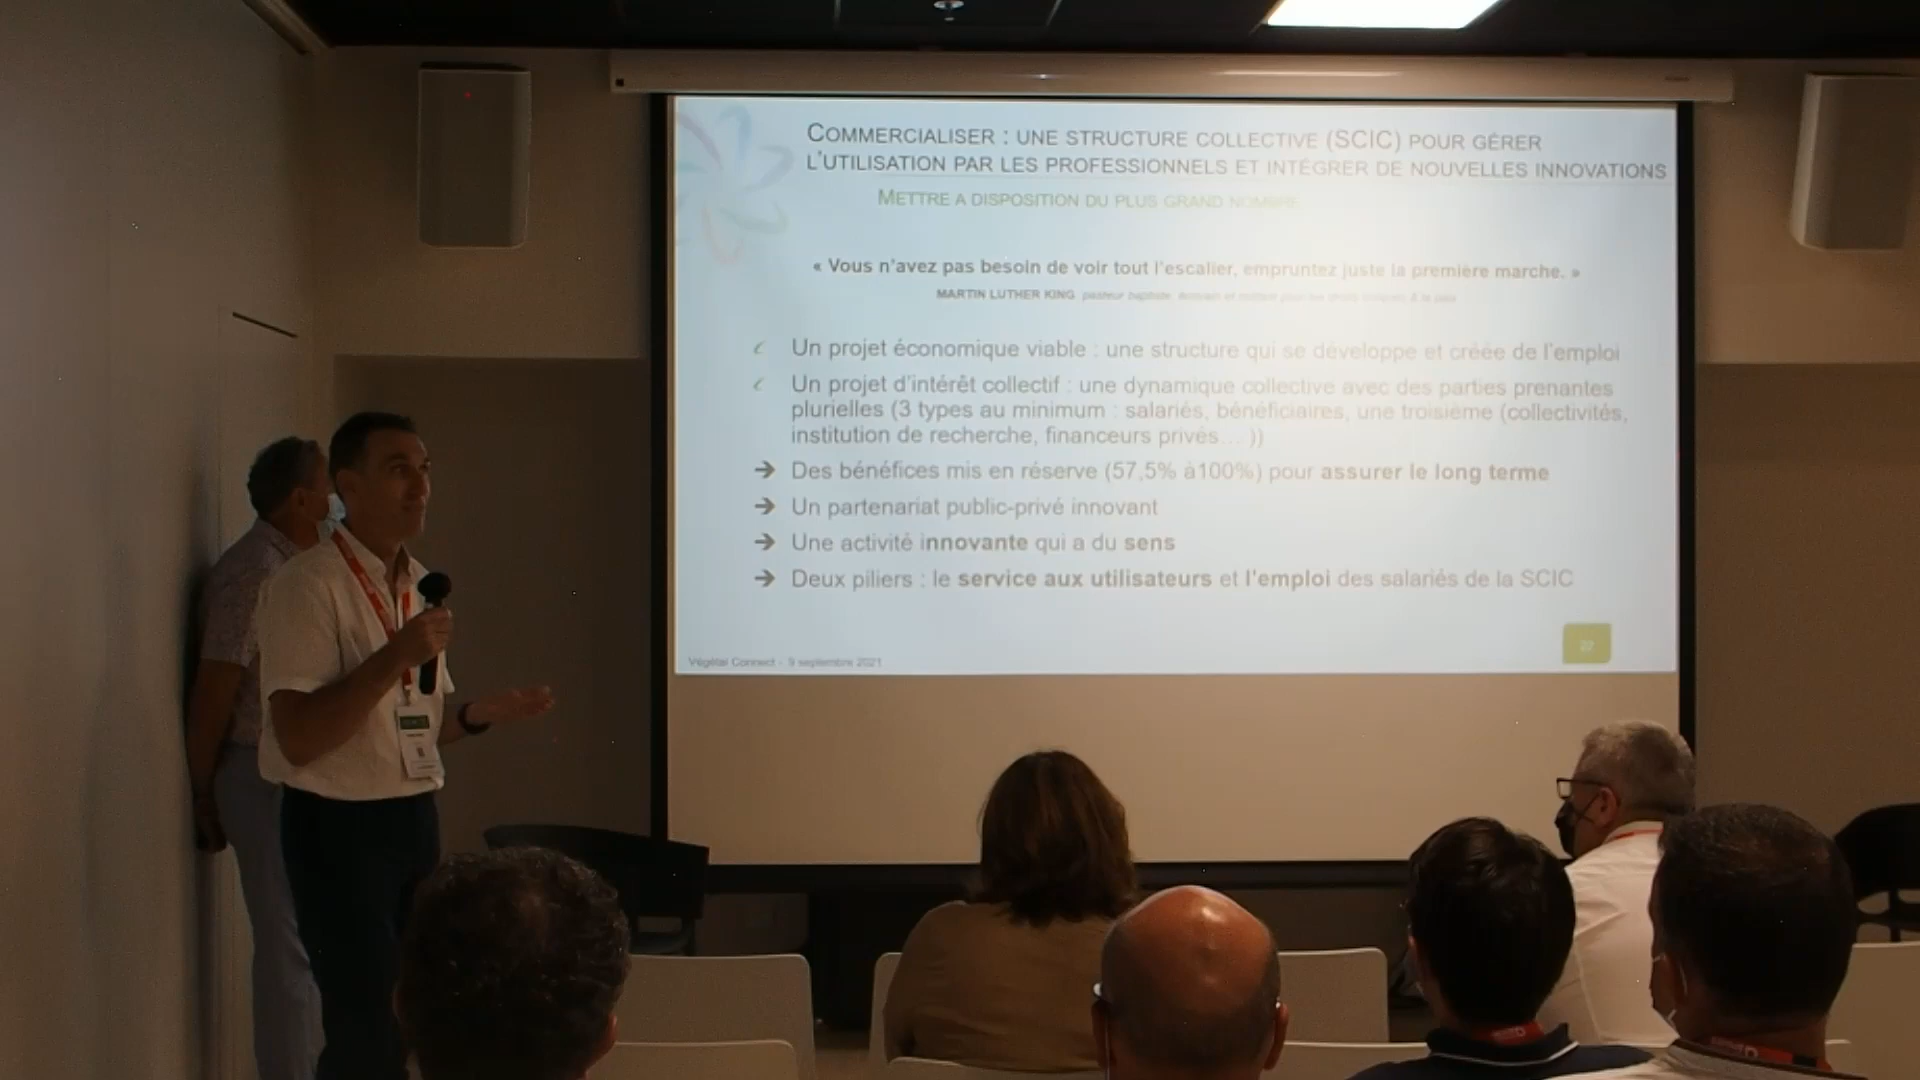 COMMERCIALISER : UNE STRUCTURE COLLECTIVE (SCIC) POUR GÉRER
L'UTILISATION PAR LES PROFESSIONNELS ET INTÉGRER DE NOUVELLES INNOVATIONS
METTRE A DISPOSITION DU PLUS GRAND NOMBRE
« Vous n'avez pas besoin de voir tout l'escalier, empruntez juste la première marche. »
MARTIN LUTHER KING pasteur baptiste,
Un projet économique viable : une structure qui se développe et créée de l'emploi
Un projet d'intérêt collectif : une dynamique collective avec des parties prenantes
plurielles (3 types au minimum : salariés, bénéficiaires, une troisième (collectivités,
institution de recherche, financeurs privés… ))
➔ Des bénéfices mis en réserve (57,5% à100%) pour assurer le long terme
➔ Un partenariat public-privé innovant
➔ Une activité innovante qui a du sens
➔ Deux piliers : le service aux utilisateurs et l'emploi des salariés de la SCIC
Végétal Connect - 9 septembre 2021